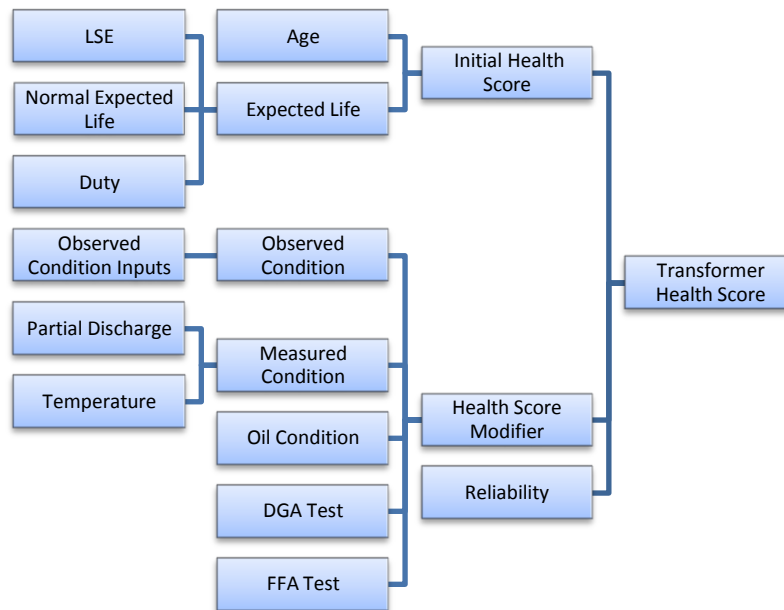 LSE
Normal Expected
Life
Duty
Age
Expected Life
Initial Health
Score
Observed
Condition Inputs
Observed
Condition
Partial Discharge
Temperature
Measured
Condition
Oil Condition
DGA Test
FFA Test
Health Score
Modifier
Reliability
Transformer
Health Score